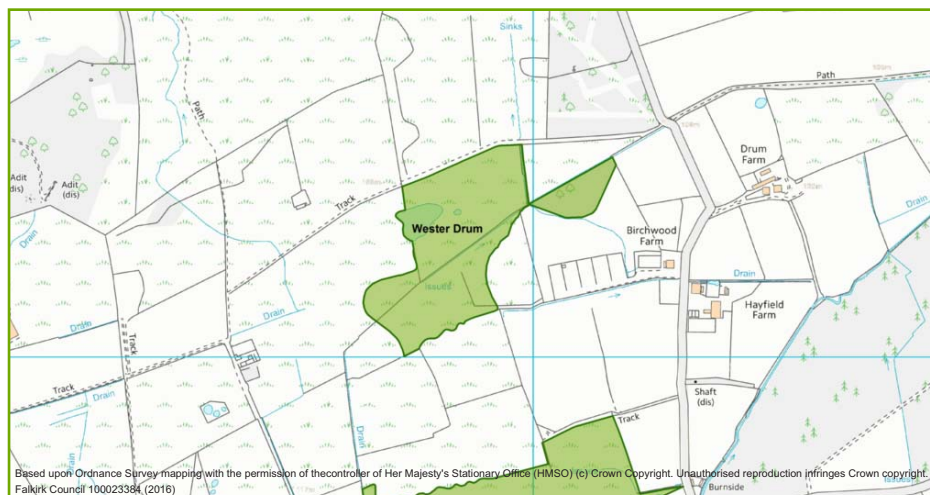 Sinks
Path
Path
Drum
Farm
Adit
(dis)
Adit
(dis)
Track
Drain
Wester Drum
Birchwood
Farm
Drain
Issues
Drain
Hayfield
Farm
Drain
Drain
Track
Track
Drain
Drain
Shaft
(dis)
Track
Based upon Ordnance Survey mapping with the permission of thecontroller of Her Majesty's Stationary Office (HMSO) (c) Crown Copyright. Unauthorised reproduction infringes Crown copyright.
Falkirk Council 100023384 (2016)
Burnside